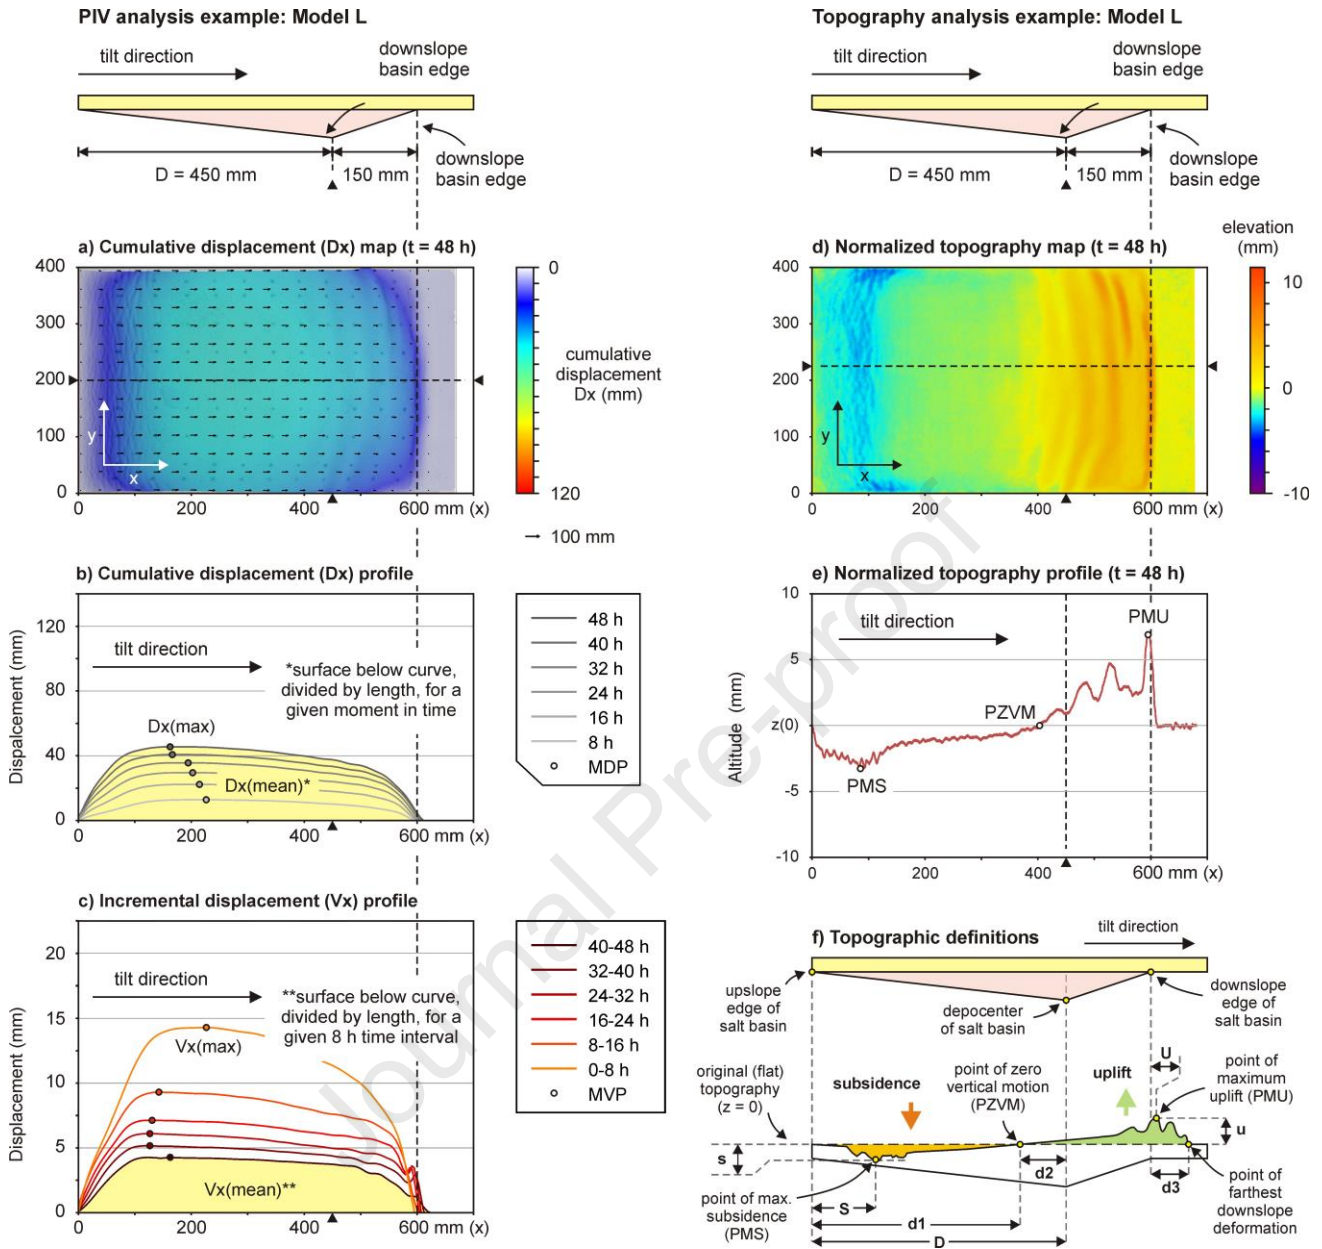 PIV analysis example: Model L
tilt direction
downslope
basin edge
D = 450 mm
150 mm
downslope
basin edge
a) Cumulative displacement (Dx) map (t = 48 h)
400
300
200
100
0
y
x
0
200
400
600 mm (x)
0
cumulative
displacement
Dx (mm)
120
100 mm
b) Cumulative displacement (Dx) profile
Dispalcement (mm)
120
80
40
0
tilt direction
*surface below curve,
divided by length, for a
given moment in time
Dx(max)
Dx(mean)*
0
200
400
600 mm (x)
48 h
40 h
32 h
24 h
16 h
8 h
MDP
c) Incremental displacement (Vx) profile
Displacement (mm)
20
15
10
5
0
tilt direction
**surface below curve,
divided by length, for a
given 8 h time interval
Vx(max)
Vx(mean)**
0
200
400
600 mm (x)
40-48 h
32-40 h
24-32 h
16-24 h
8-16 h
0-8 h
MVP
Topography analysis example: Model L
tilt direction
downslope
basin edge
D = 450 mm
150 mm
downslope
basin edge
d) Normalized topography map (t = 48 h)
400
300
200
100
0
y
x
0
200
400
600 mm (x)
elevation
(mm)
10
0
-10
e) Normalized topography profile (t = 48 h)
Altitude (mm)
10
5
z(0)
-5
-10
tilt direction
PMU
PZVM
PMS
0
200
400
600 mm (x)
f) Topographic definitions
tilt direction
upslope
edge of
salt basin
depocenter
of salt basin
downslope
edge of
salt basin
original (flat)
topography
(z = 0)
subsidence
point of zero
vertical motion
(PZVM)
uplift
U
point of
maximum
uplift (PMU)
u
s
point of max.
subsidence
(PMS)
S
d1
D
d2
d3
point of
farthest
downslope
deformation
Journal Pre-proof